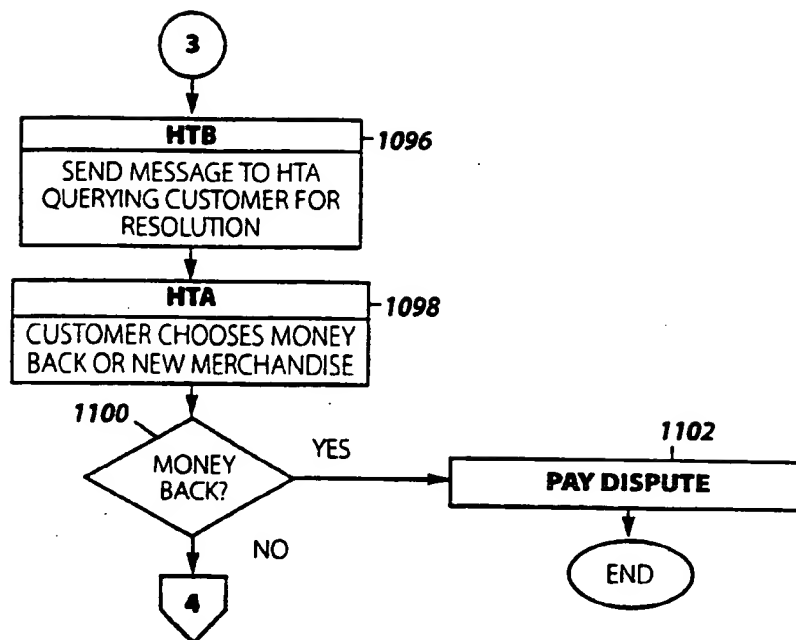 3
HTB
1096
SEND MESSAGE TO HTA
QUERYING CUSTOMER FOR
RESOLUTION
HTA
1098
CUSTOMER CHOOSES MONEY
BACK OR NEW MERCHANDISE
1100
MONEY
BACK?
YES
1102
PAY DISPUTE
NO
END
4